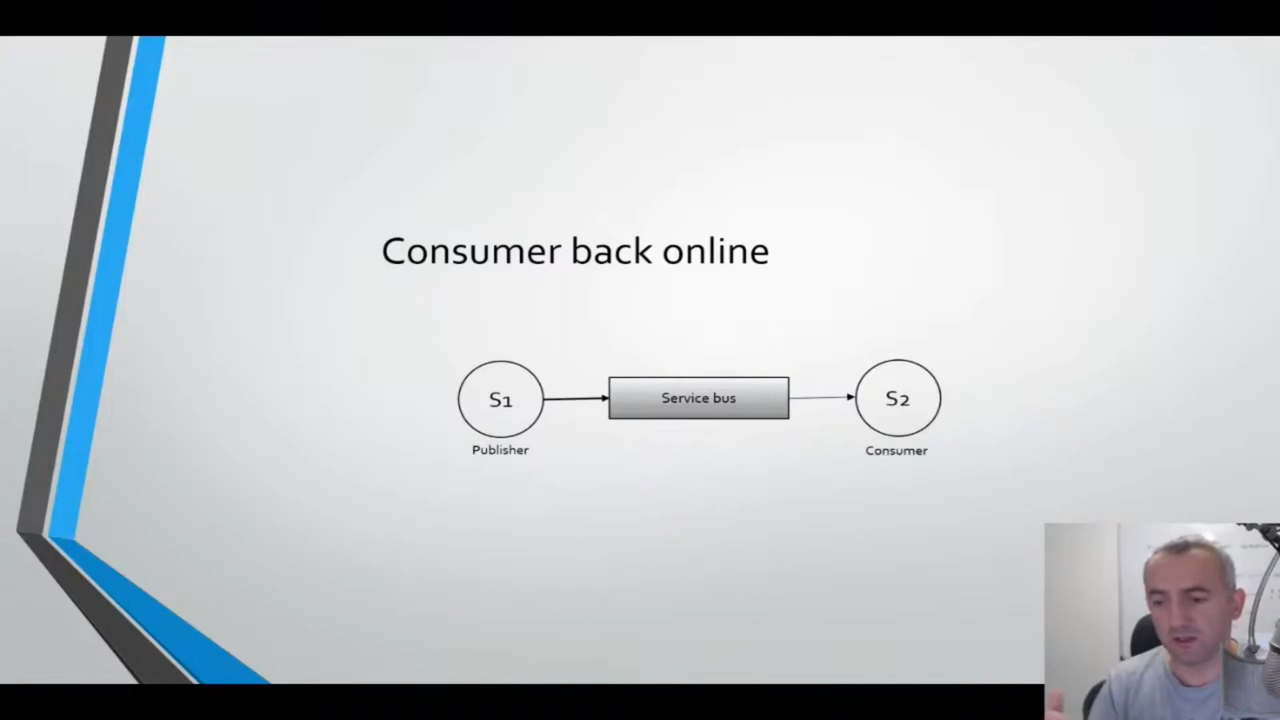 Consumer back online
S1
Service bus
S2
Publisher
Consumer